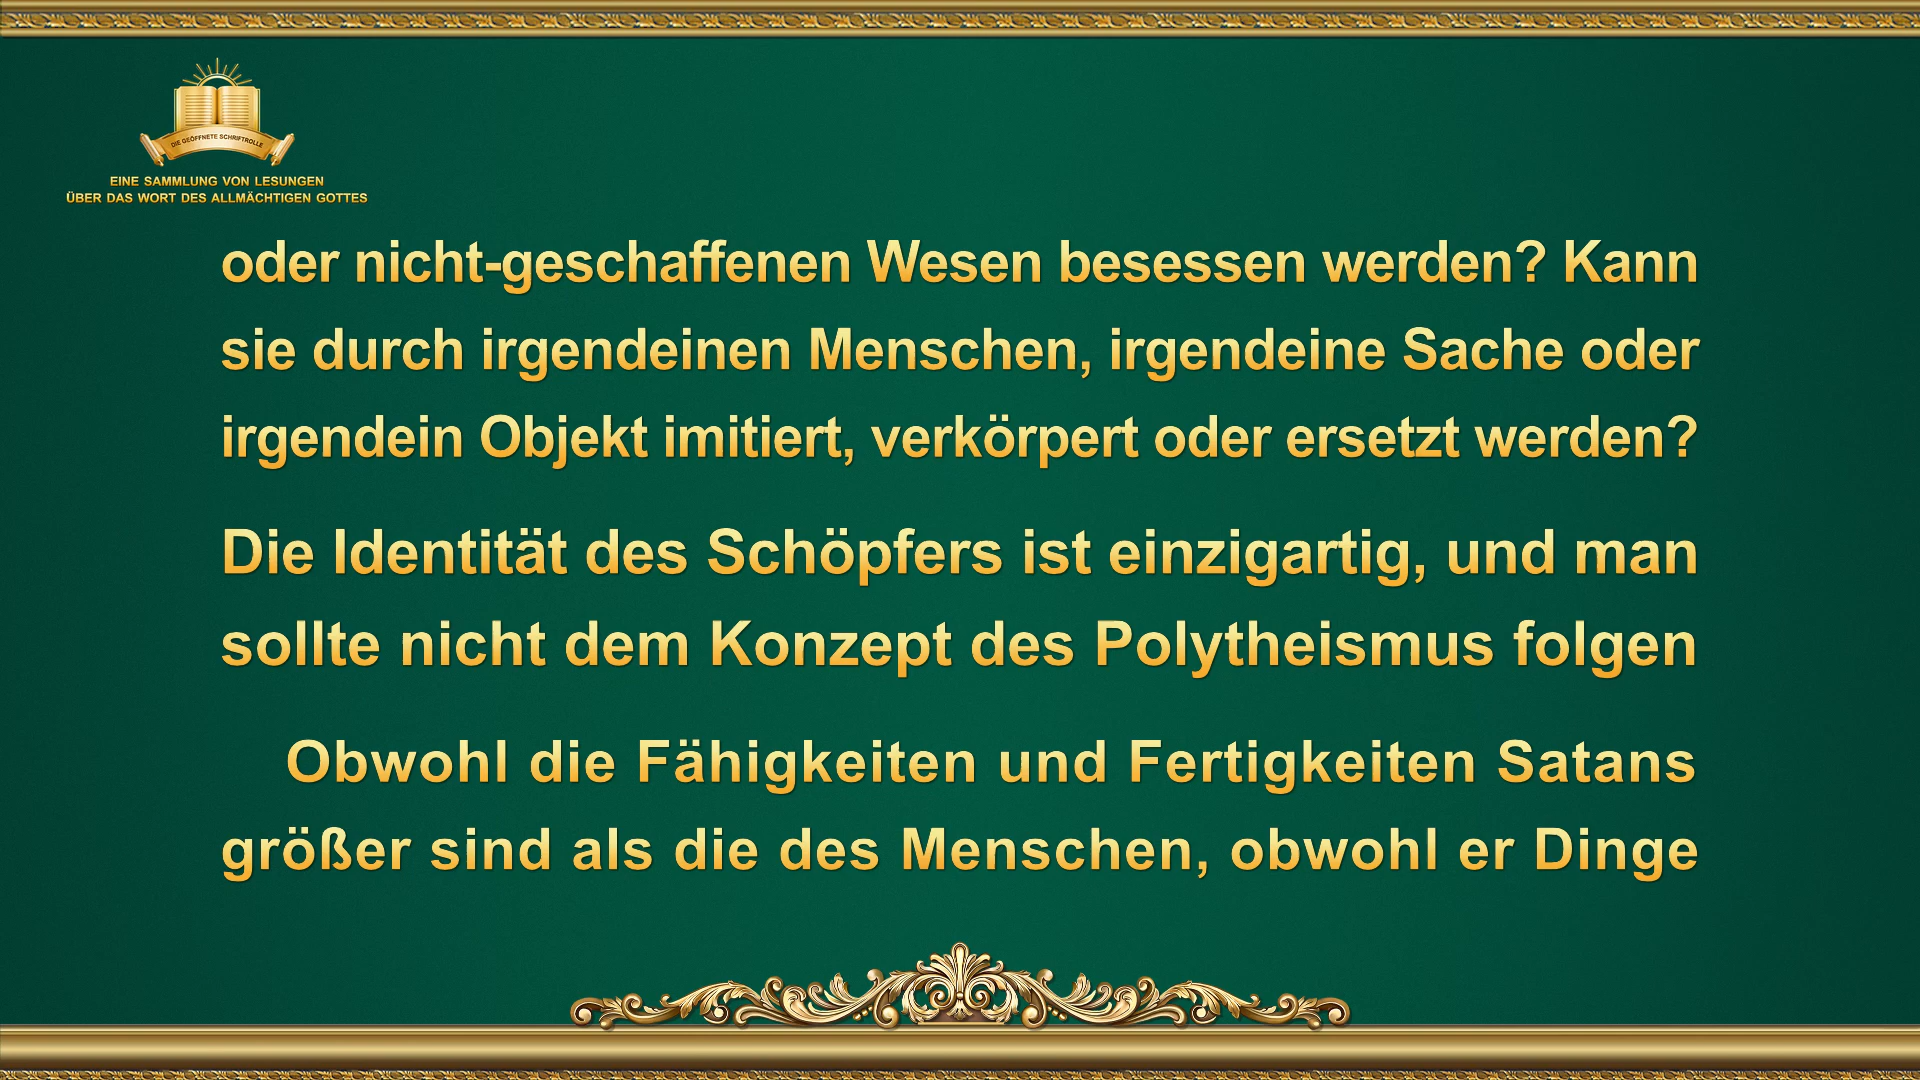 DIE GEÖFFNETE SCHRIFTROLLE
EINE SAMMLUNG VON LESUNGEN
ÜBER DAS WORT DES ALLMÄCHTIGEN GOTTES
oder nicht-geschaffenen Wesen besessen werden? Kann
sie durch irgendeinen Menschen, irgendeine Sache oder
irgendein Objekt imitiert, verkörpert oder ersetzt werden?
Die Identität des Schöpfers ist einzigartig, und man
sollte nicht dem Konzept des Polytheismus folgen
Obwohl die Fähigkeiten und Fertigkeiten Satans
größer sind als die des Menschen, obwohl er Dinge